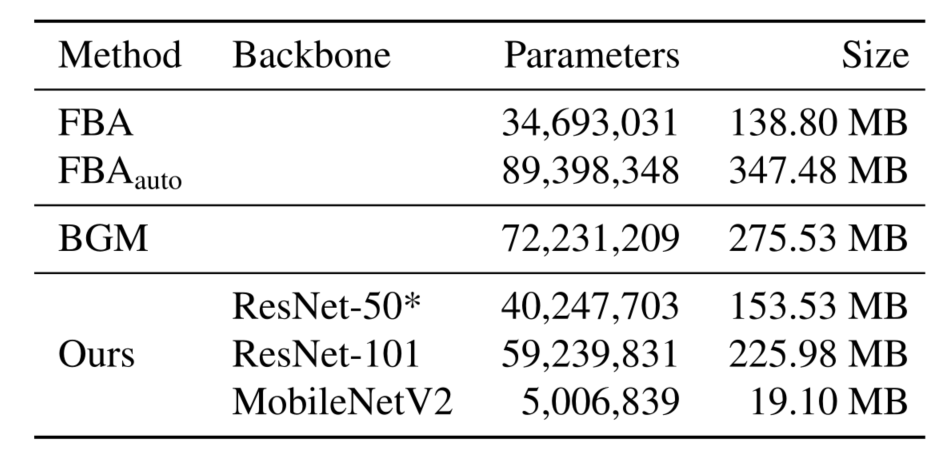 Method Backbone Parameters Size
FBA 34,693,031 138.80 MB
FBAauto 89,398,348 347.48 MB
BGM 72,231,209 275.53 MB
ResNet-50* 40,247,703 153.53 MB
Ours ResNet-101 59,239,831 225.98 MB
MobileNetV2 5,006,839 19.10 MB